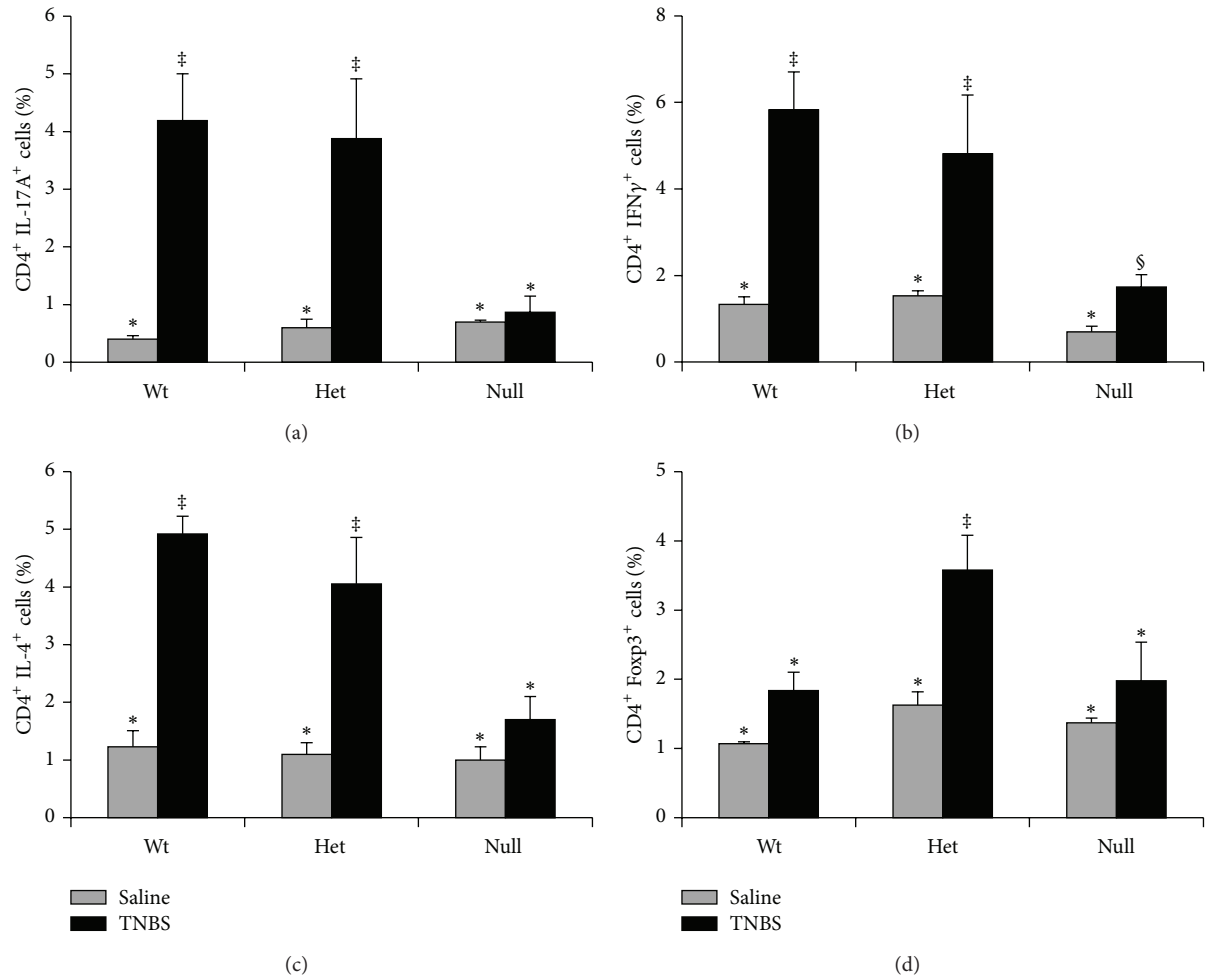 6
5
4
3
2
1
0
CD4+ IL-17A+ cells (%)
‡
‡
*
*
*
*
Wt
Het
Null
(a)
8
6
4
2
0
CD4+ IFNγ+ cells (%)
‡
‡
*
*
*
§
Wt
Het
Null
(b)
6
5
4
3
2
1
0
CD4+ IL-4+ cells (%)
‡
‡
*
*
*
*
Wt
Het
Null
Saline
TNBS
(c)
5
4
3
2
1
0
CD4+ Foxp3+ cells (%)
‡
*
*
*
*
*
Wt
Het
Null
Saline
TNBS
(d)